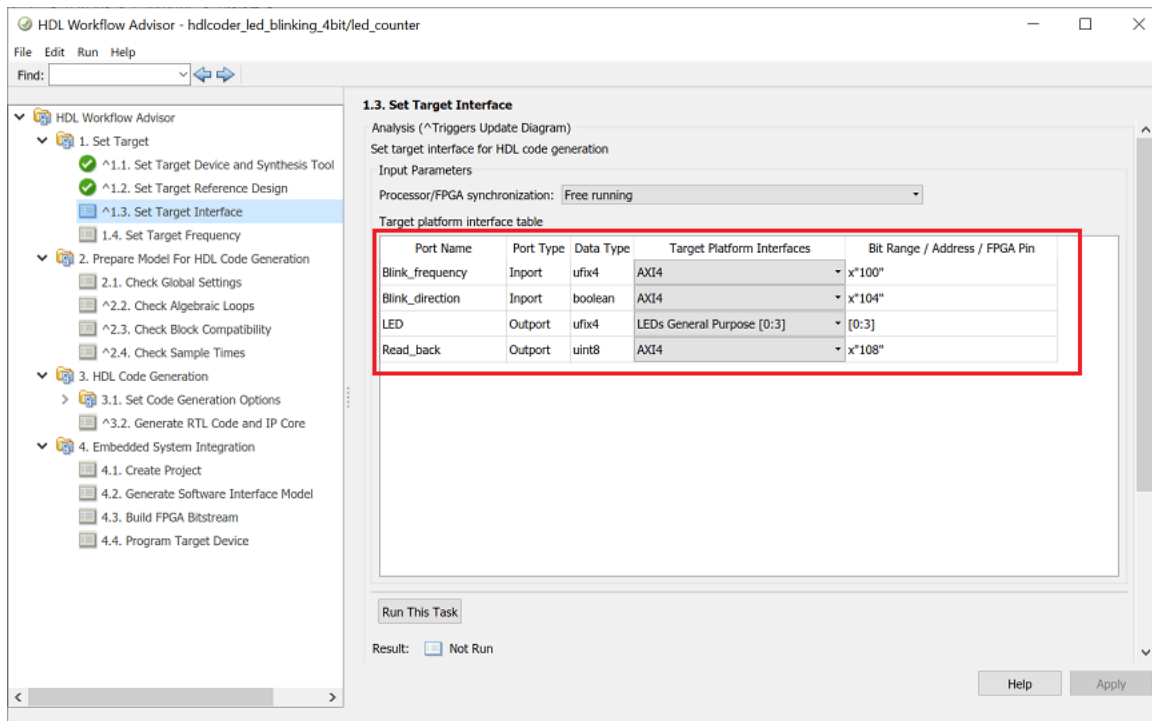 HDL Workflow Advisor - hdlcoder_led_blinking_4bit/led_counter
File Edit Run Help
Find:
HDL Workflow Advisor
1. Set Target
^1.1. Set Target Device and Synthesis Tool
^1.2. Set Target Reference Design
^1.3. Set Target Interface
1.4. Set Target Frequency
2. Prepare Model For HDL Code Generation
2.1. Check Global Settings
^2.2. Check Algebraic Loops
^2.3. Check Block Compatibility
^2.4. Check Sample Times
3. HDL Code Generation
3.1. Set Code Generation Options
^3.2. Generate RTL Code and IP Core
4. Embedded System Integration
4.1. Create Project
4.2. Generate Software Interface Model
4.3. Build FPGA Bitstream
4.4. Program Target Device
1.3. Set Target Interface
Analysis (^Triggers Update Diagram)
Set target interface for HDL code generation
Input Parameters
Processor/FPGA synchronization: Free running
Target platform interface table
Port Name Port Type Data Type Target Platform Interfaces Bit Range / Address / FPGA Pin
Blink_frequency Inport ufix4 AXI4 x"100"
Blink_direction Inport boolean AXI4 x"104"
LED Outport ufix4 LEDs General Purpose [0:3] [0:3]
Read_back Outport uint8 AXI4 x"108"
Run This Task
Result: Not Run
Help Apply